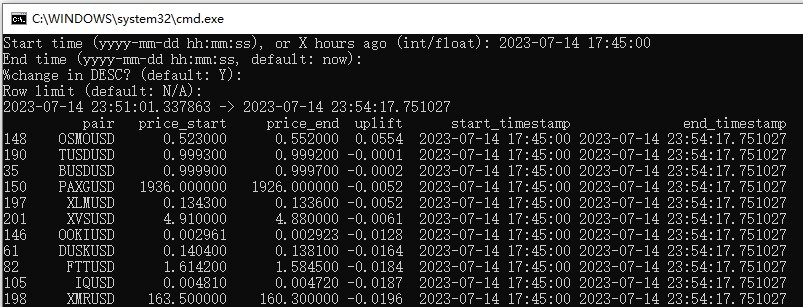 C:\WINDOWS\system32\cmd.exe
Start time (yyyy-mm-dd hh:mm:ss), or X hours ago (int/float): 2023-07-14 17:45:00
End time (yyyy-mm-dd hh:mm:ss, default: now):
%change in DESC? (default: Y):
Row limit (default: N/A):
2023-07-14 23:51:01.337863 -> 2023-07-14 23:54:17.751027
pair price_start price_end uplift start_timestamp end_timestamp
148 OSMOUSD 0.523000 0.552000 0.0554 2023-07-14 17:45:00 2023-07-14 23:54:17.751027
190 TUSDUSD 0.999300 0.999200 -0.0001 2023-07-14 17:45:00 2023-07-14 23:54:17.751027
35 BUSDUSD 0.999900 0.999700 -0.0002 2023-07-14 17:45:00 2023-07-14 23:54:17.751027
150 PAXGUSD 1936.000000 1926.000000 -0.0052 2023-07-14 17:45:00 2023-07-14 23:54:17.751027
197 XLMUSD 0.134300 0.133600 -0.0052 2023-07-14 17:45:00 2023-07-14 23:54:17.751027
201 XVSUSD 4.910000 4.880000 -0.0061 2023-07-14 17:45:00 2023-07-14 23:54:17.751027
146 OOKIUSD 0.002961 0.002923 -0.0128 2023-07-14 17:45:00 2023-07-14 23:54:17.751027
61 DUSKUSD 0.140400 0.138100 -0.0164 2023-07-14 17:45:00 2023-07-14 23:54:17.751027
82 FTTUSD 1.614200 1.584500 -0.0184 2023-07-14 17:45:00 2023-07-14 23:54:17.751027
105 IQUSD 0.004810 0.004720 -0.0187 2023-07-14 17:45:00 2023-07-14 23:54:17.751027
198 XMRUSD 163.500000 160.300000 -0.0196 2023-07-14 17:45:00 2023-07-14 23:54:17.751027